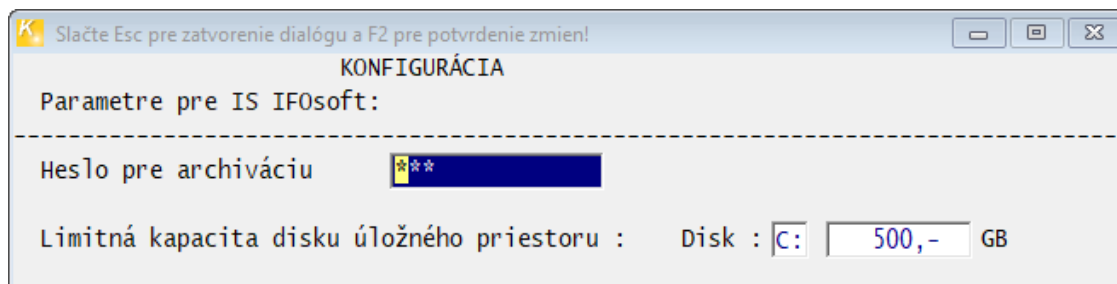 Slačte Esc pre zatvorenie dialógu a F2 pre potvrdenie zmien!
KONFIGURÁCIA
Parametre pre IS IFOsoft:
--------------------------------------------------------------------------------
Heslo pre archiváciu ***
Limitná kapacita disku úložného priestoru : Disk : C: 500,- GB